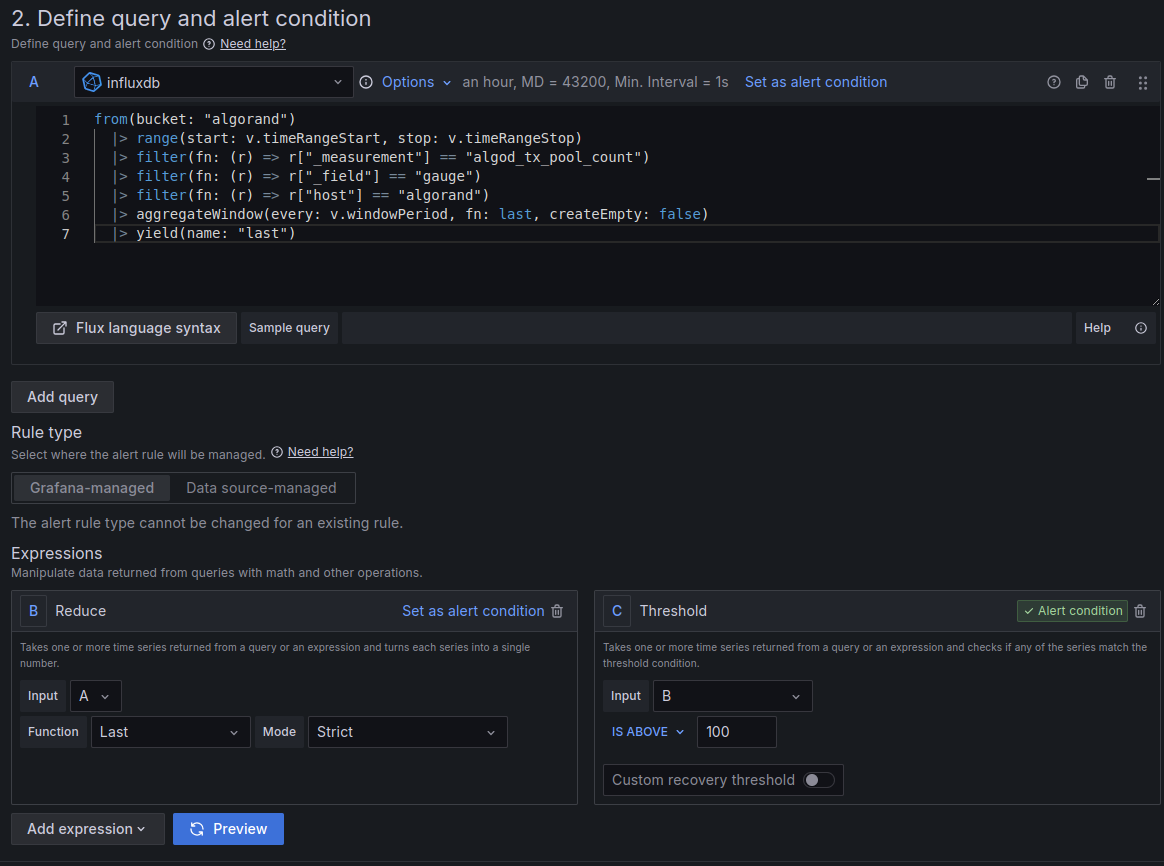 2. Define query and alert condition
Define query and alert condition Need help?
A influxdb Options an hour, MD = 43200, Min. Interval = 1s Set as alert condition
1 from(bucket: "algorand")
2 |> range(start: v.timeRangeStart, stop: v.timeRangeStop)
3 |> filter(fn: (r) => r["_measurement"] == "algod_tx_pool_count")
4 |> filter(fn: (r) => r["_field"] == "gauge")
5 |> filter(fn: (r) => r["host"] == "algorand")
6 |> aggregateWindow(every: v.windowPeriod, fn: last, createEmpty: false)
7 |> yield(name: "last")
Flux language syntax Sample query Help
Add query
Rule type
Select where the alert rule will be managed. Need help?
Grafana-managed Data source-managed
The alert rule type cannot be changed for an existing rule.
Expressions
Manipulate data returned from queries with math and other operations.
B Reduce Set as alert condition
Takes one or more time series returned from a query or an expression and turns each series into a single
number.
Input A
Function Last Mode Strict
C Threshold Alert condition
Takes one or more time series returned from a query or an expression and checks if any of the series match the
threshold condition.
Input B
IS ABOVE 100
Custom recovery threshold
Add expression Preview